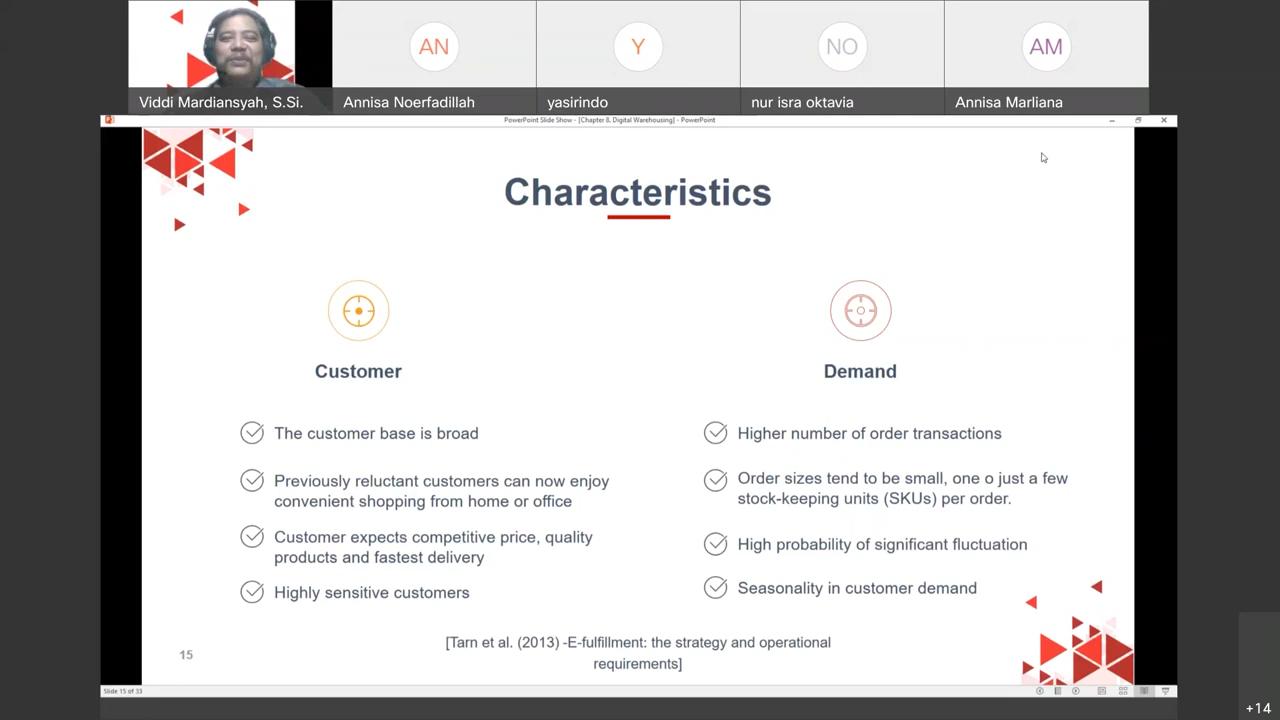 AN
Y
NO
AM
Viddi Mardiansyah, S.Si.
Annisa Noerfadillah
yasirindo
nur isra oktavia
Annisa Marliana
PowerPoint Slide Show - [Chapter 8. Digital Warehousing] - PowerPoint
Characteristics
Customer
The customer base is broad
Previously reluctant customers can now enjoy
convenient shopping from home or office
Customer expects competitive price, quality
products and fastest delivery
Highly sensitive customers
Demand
Higher number of order transactions
Order sizes tend to be small, one o just a few
stock-keeping units (SKUs) per order.
High probability of significant fluctuation
Seasonality in customer demand
[Tarn et al. (2013) -E-fulfillment: the strategy and operational
requirements]
15
Slide 15 of 33
+14